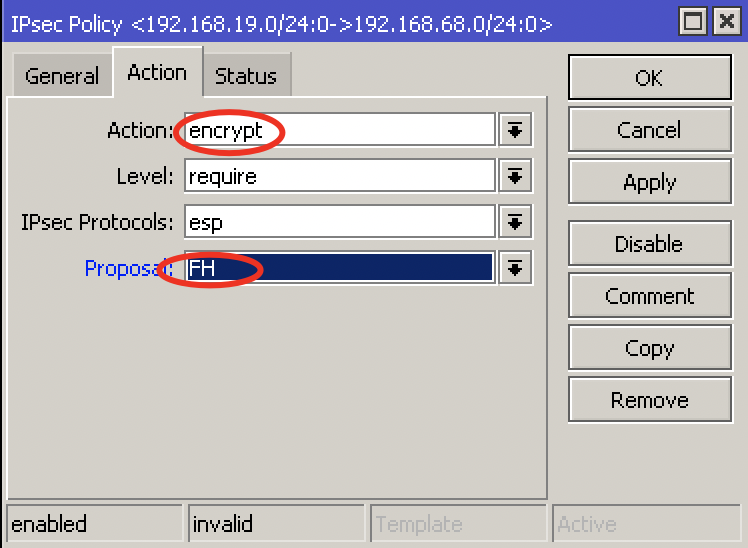 IPsec Policy <192.168.19.0/24:0->192.168.68.0/24:0>
General Action Status
Action: encrypt
Level: require
IPsec Protocols: esp
Proposal: FH
OK
Cancel
Apply
Disable
Comment
Copy
Remove
enabled invalid Template Active